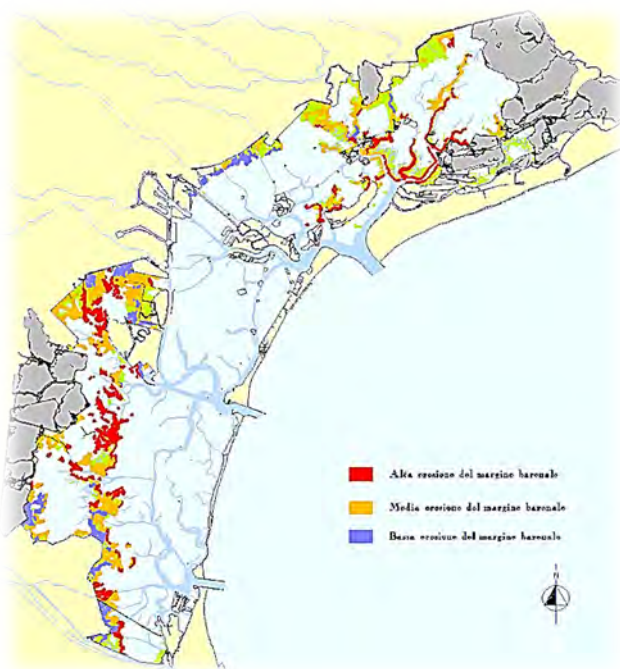 Alta erosione del margine barenale
Media erosione del margine barenale
Bassa erosione del margine barenale
N